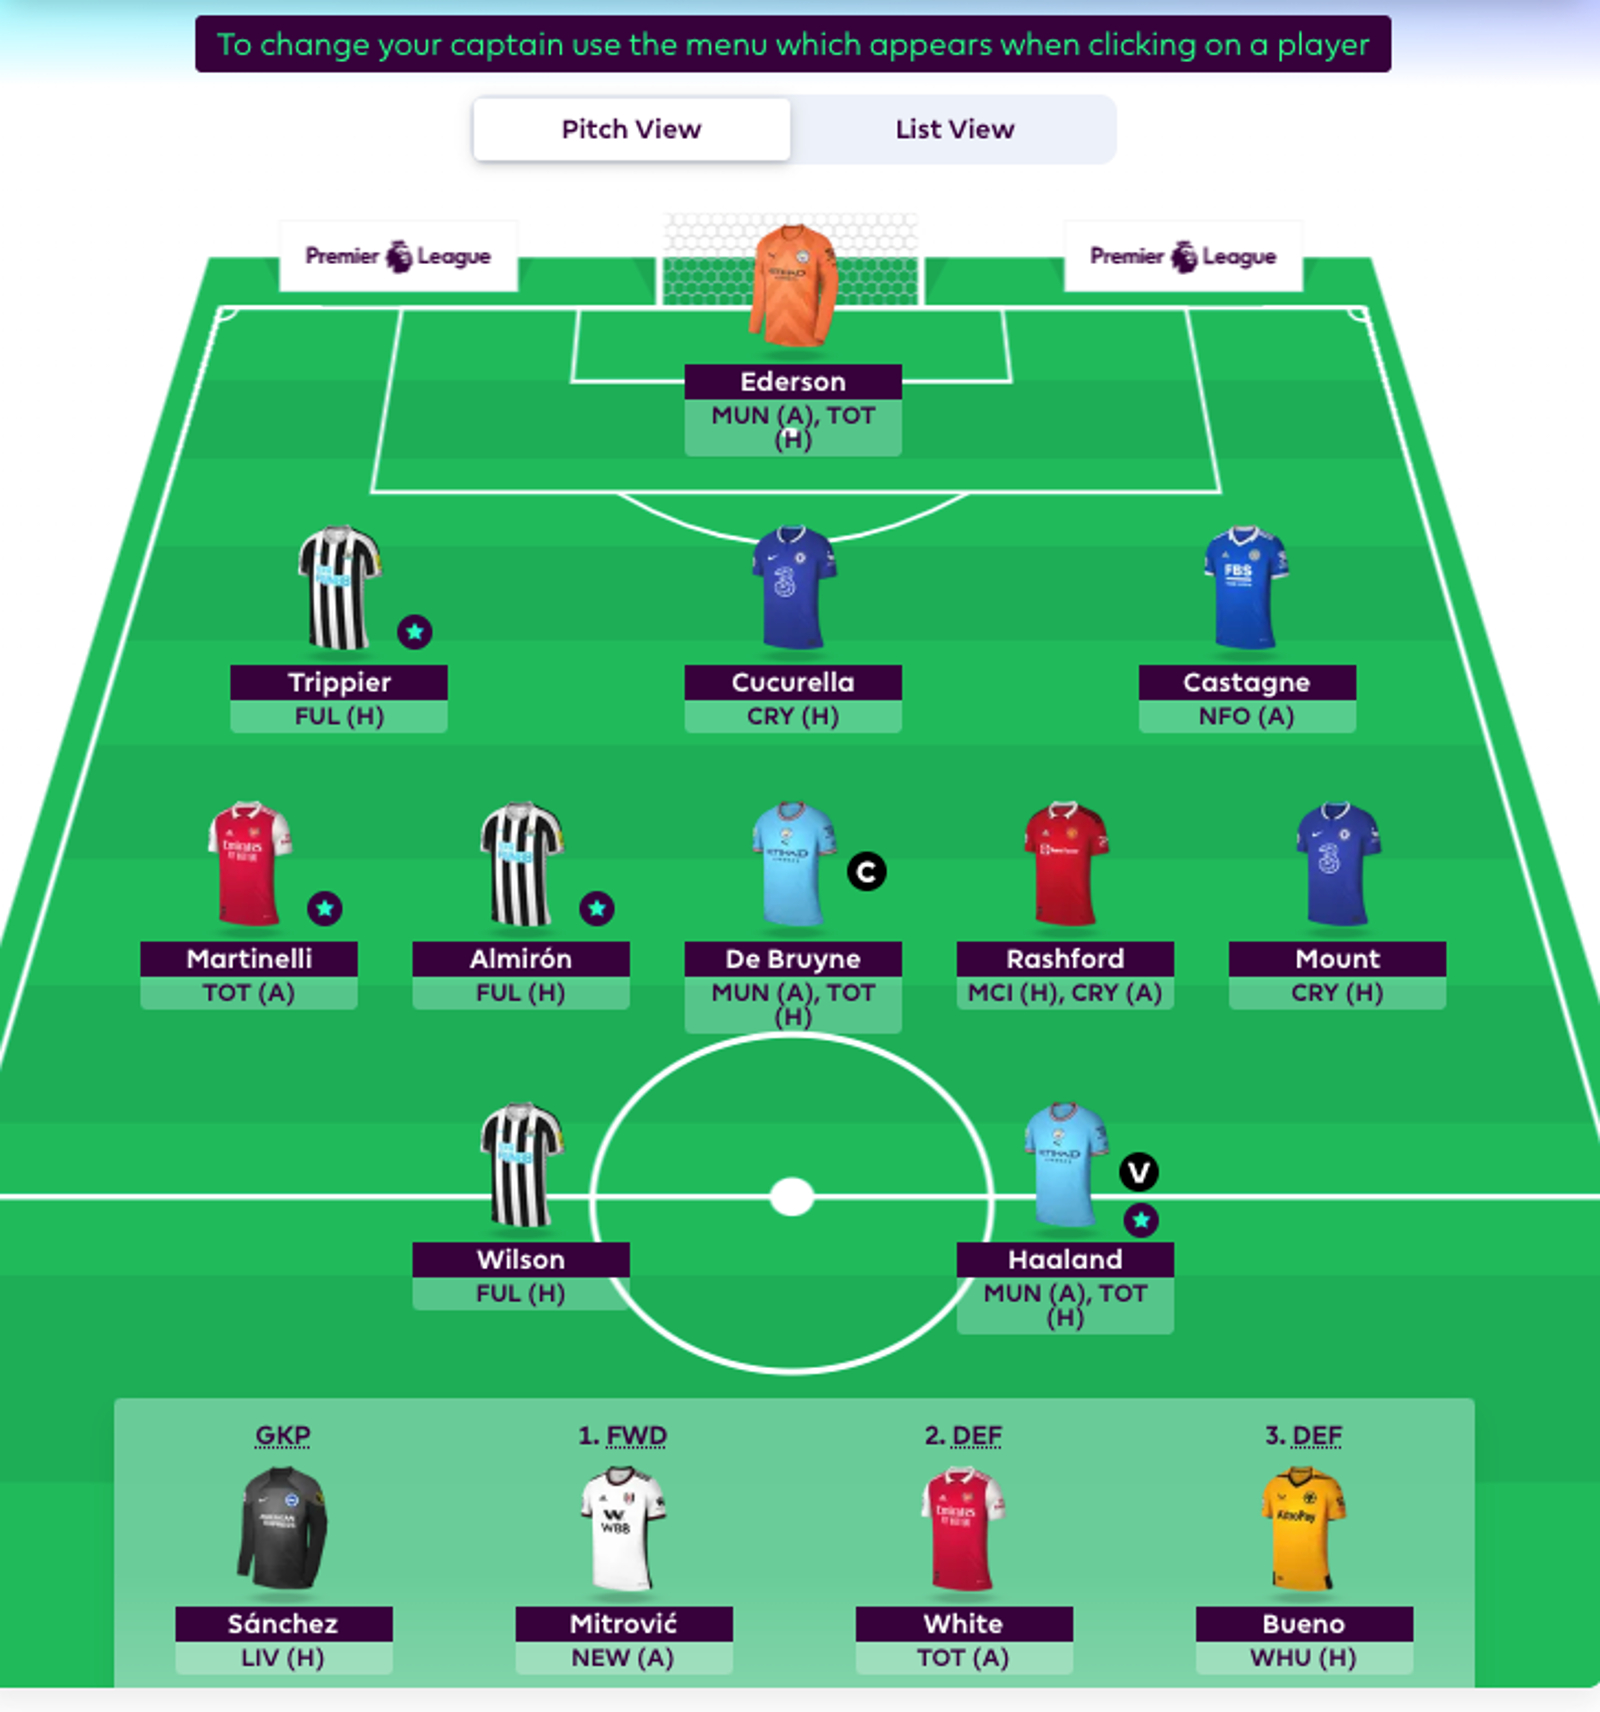 To change your captain use the menu which appears when clicking on a player
Pitch View
List View
Premier League
Premier League
Ederson
MUN (A), TOT
(H)
FBS
Trippier
Cucurella
Castagne
FUL (H)
CRY (H)
NFO (A)
C
Martinelli
Almirón
De Bruyne
Rashford
Mount
TOT (A)
FUL (H)
MUN (A), TOT
(H)
MCI (H), CRY (A)
CRY (H)
V
Wilson
Haaland
FUL (H)
MUN (A), TOT
(H)
GKP
1. FWD
2. DEF
3. DEF
W88
AstroPay
Sánchez
Mitrović
White
Bueno
LIV (H)
NEW (A)
TOT (A)
WHU (H)